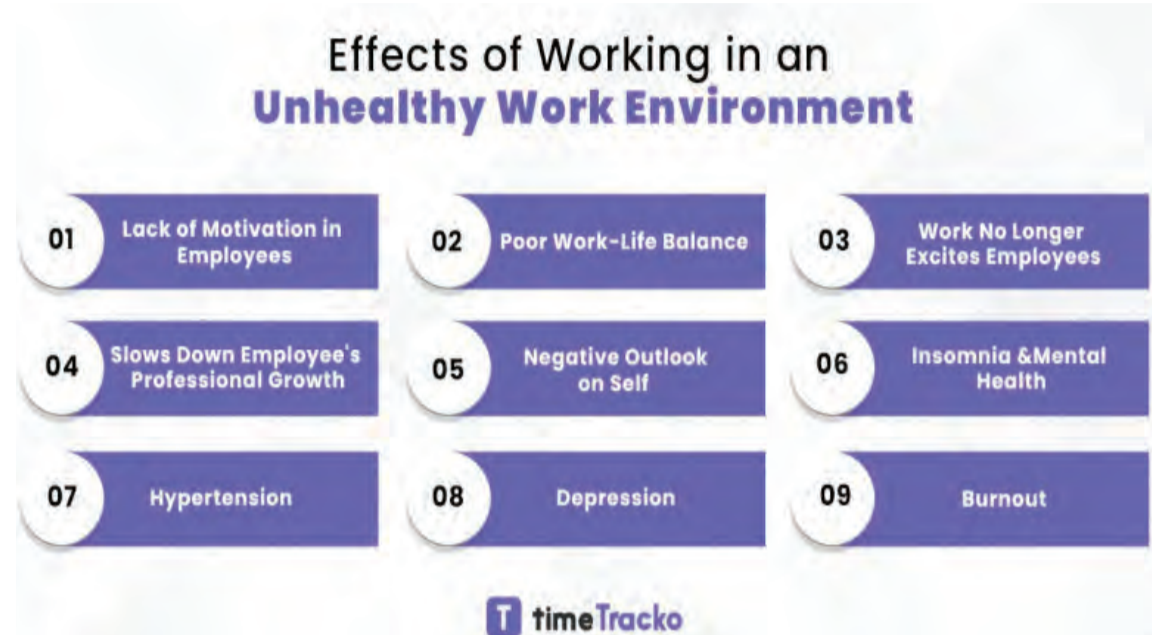 Effects of Working in an
Unhealthy Work Environment
01
Lack of Motivation in
Employees
02
Poor Work-Life Balance
03
Work No Longer
Excites Employees
04
Slows Down Employee's
Professional Growth
05
Negative Outlook
on Self
06
Insomnia &Mental
Health
07
Hypertension
08
Depression
09
Burnout
T timeTracko